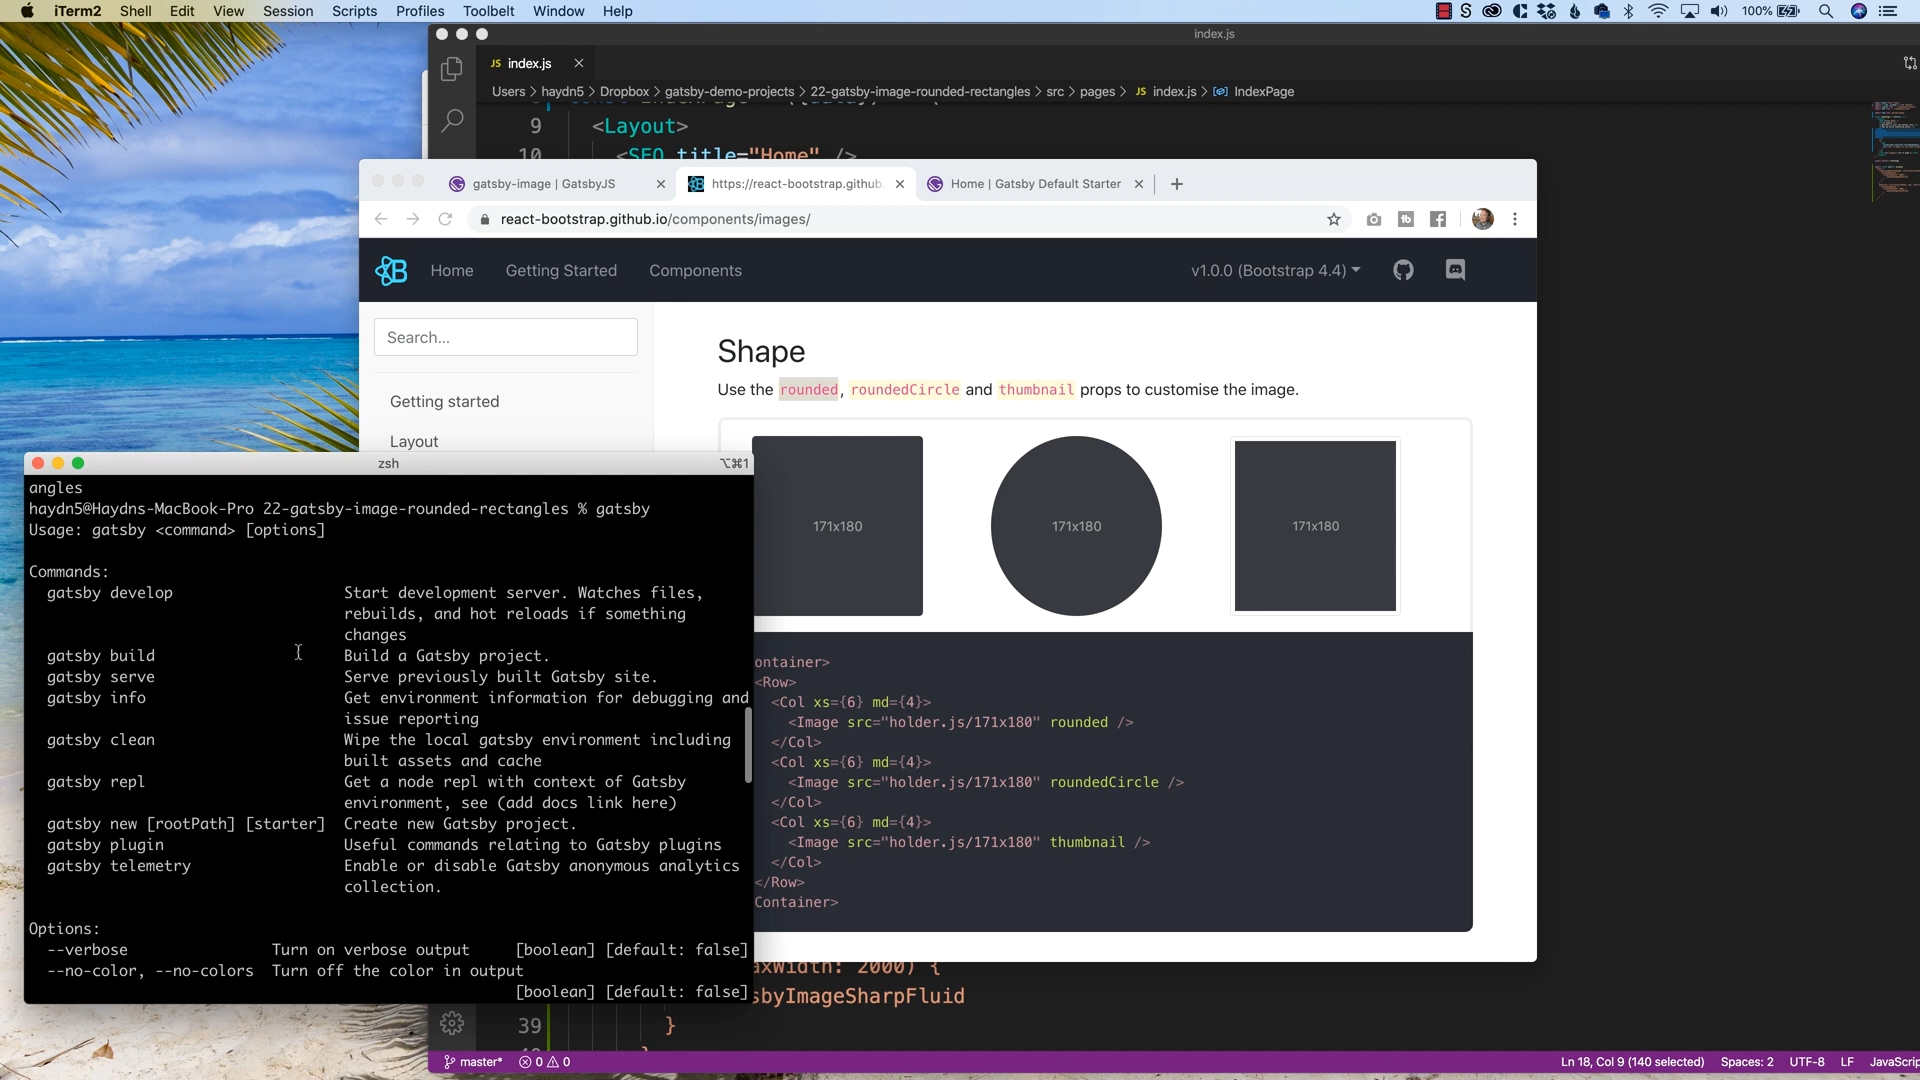 iTerm2 Shell Edit View Session Scripts Profiles Toolbelt Window Help
100%
index.js
JS index.js
Users > haydn5 > Dropbox > gatsby-demo-projects > 22-gatsby-image-rounded-rectangles > src > pages > JS index.js > IndexPage
9 <Layout>
10 <SEO title="Home" />
gatsby-image | GatsbyJS
https://react-bootstrap.github.
Home | Gatsby Default Starter
react-bootstrap.github.io/components/images/
Home Getting Started Components
v1.0.0 (Bootstrap 4.4)
Search...
Getting started
Layout
Shape
Use the rounded, roundedCircle and thumbnail props to customise the image.
171x180
171x180
171x180
ontainer>
<Row>
<Col xs={6} md={4}>
<Image src="holder.js/171x180" rounded />
</Col>
<Col xs={6} md={4}>
<Image src="holder.js/171x180" roundedCircle />
</Col>
<Col xs={6} md={4}>
<Image src="holder.js/171x180" thumbnail />
</Col>
</Row>
Container>
zsh
⌥⌘1
angles
haydn5@Haydns-MacBook-Pro 22-gatsby-image-rounded-rectangles % gatsby
Usage: gatsby <command> [options]
Commands:
gatsby develop Start development server. Watches files,
rebuilds, and hot reloads if something
changes
gatsby build Build a Gatsby project.
gatsby serve Serve previously built Gatsby site.
gatsby info Get environment information for debugging and
issue reporting
gatsby clean Wipe the local gatsby environment including
built assets and cache
gatsby repl Get a node repl with context of Gatsby
environment, see (add docs link here)
gatsby new [rootPath] [starter] Create new Gatsby project.
gatsby plugin Useful commands relating to Gatsby plugins
gatsby telemetry Enable or disable Gatsby anonymous analytics
collection.
Options:
--verbose Turn on verbose output [boolean] [default: false]
--no-color, --no-colors Turn off the color in output
[boolean] [default: false]
axWidth: 2000) {
sbyImageSharpFluid
39 }
master* 0 0
Ln 18, Col 9 (140 selected) Spaces: 2 UTF-8 LF JavaScrip